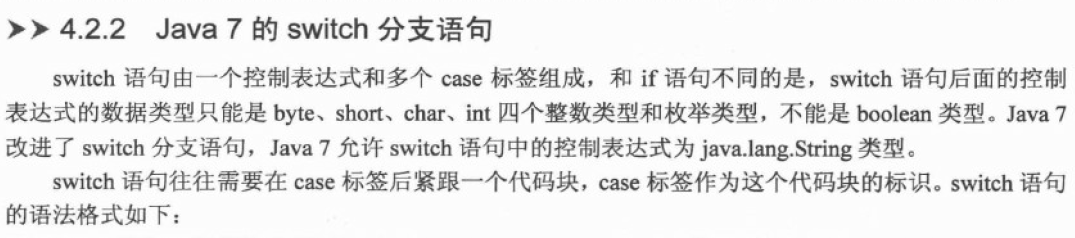 ➤➤ 4.2.2 Java 7 的 switch 分支语句
switch 语句由一个控制表达式和多个 case 标签组成，和 if 语句不同的是，switch 语句后面的控制
表达式的数据类型只能是 byte、short、char、int 四个整数类型和枚举类型，不能是 boolean 类型。Java 7
改进了 switch 分支语句，Java 7 允许 switch 语句中的控制表达式为 java.lang.String 类型。
switch 语句往往需要在 case 标签后紧跟一个代码块，case 标签作为这个代码块的标识。switch 语句
的语法格式如下：